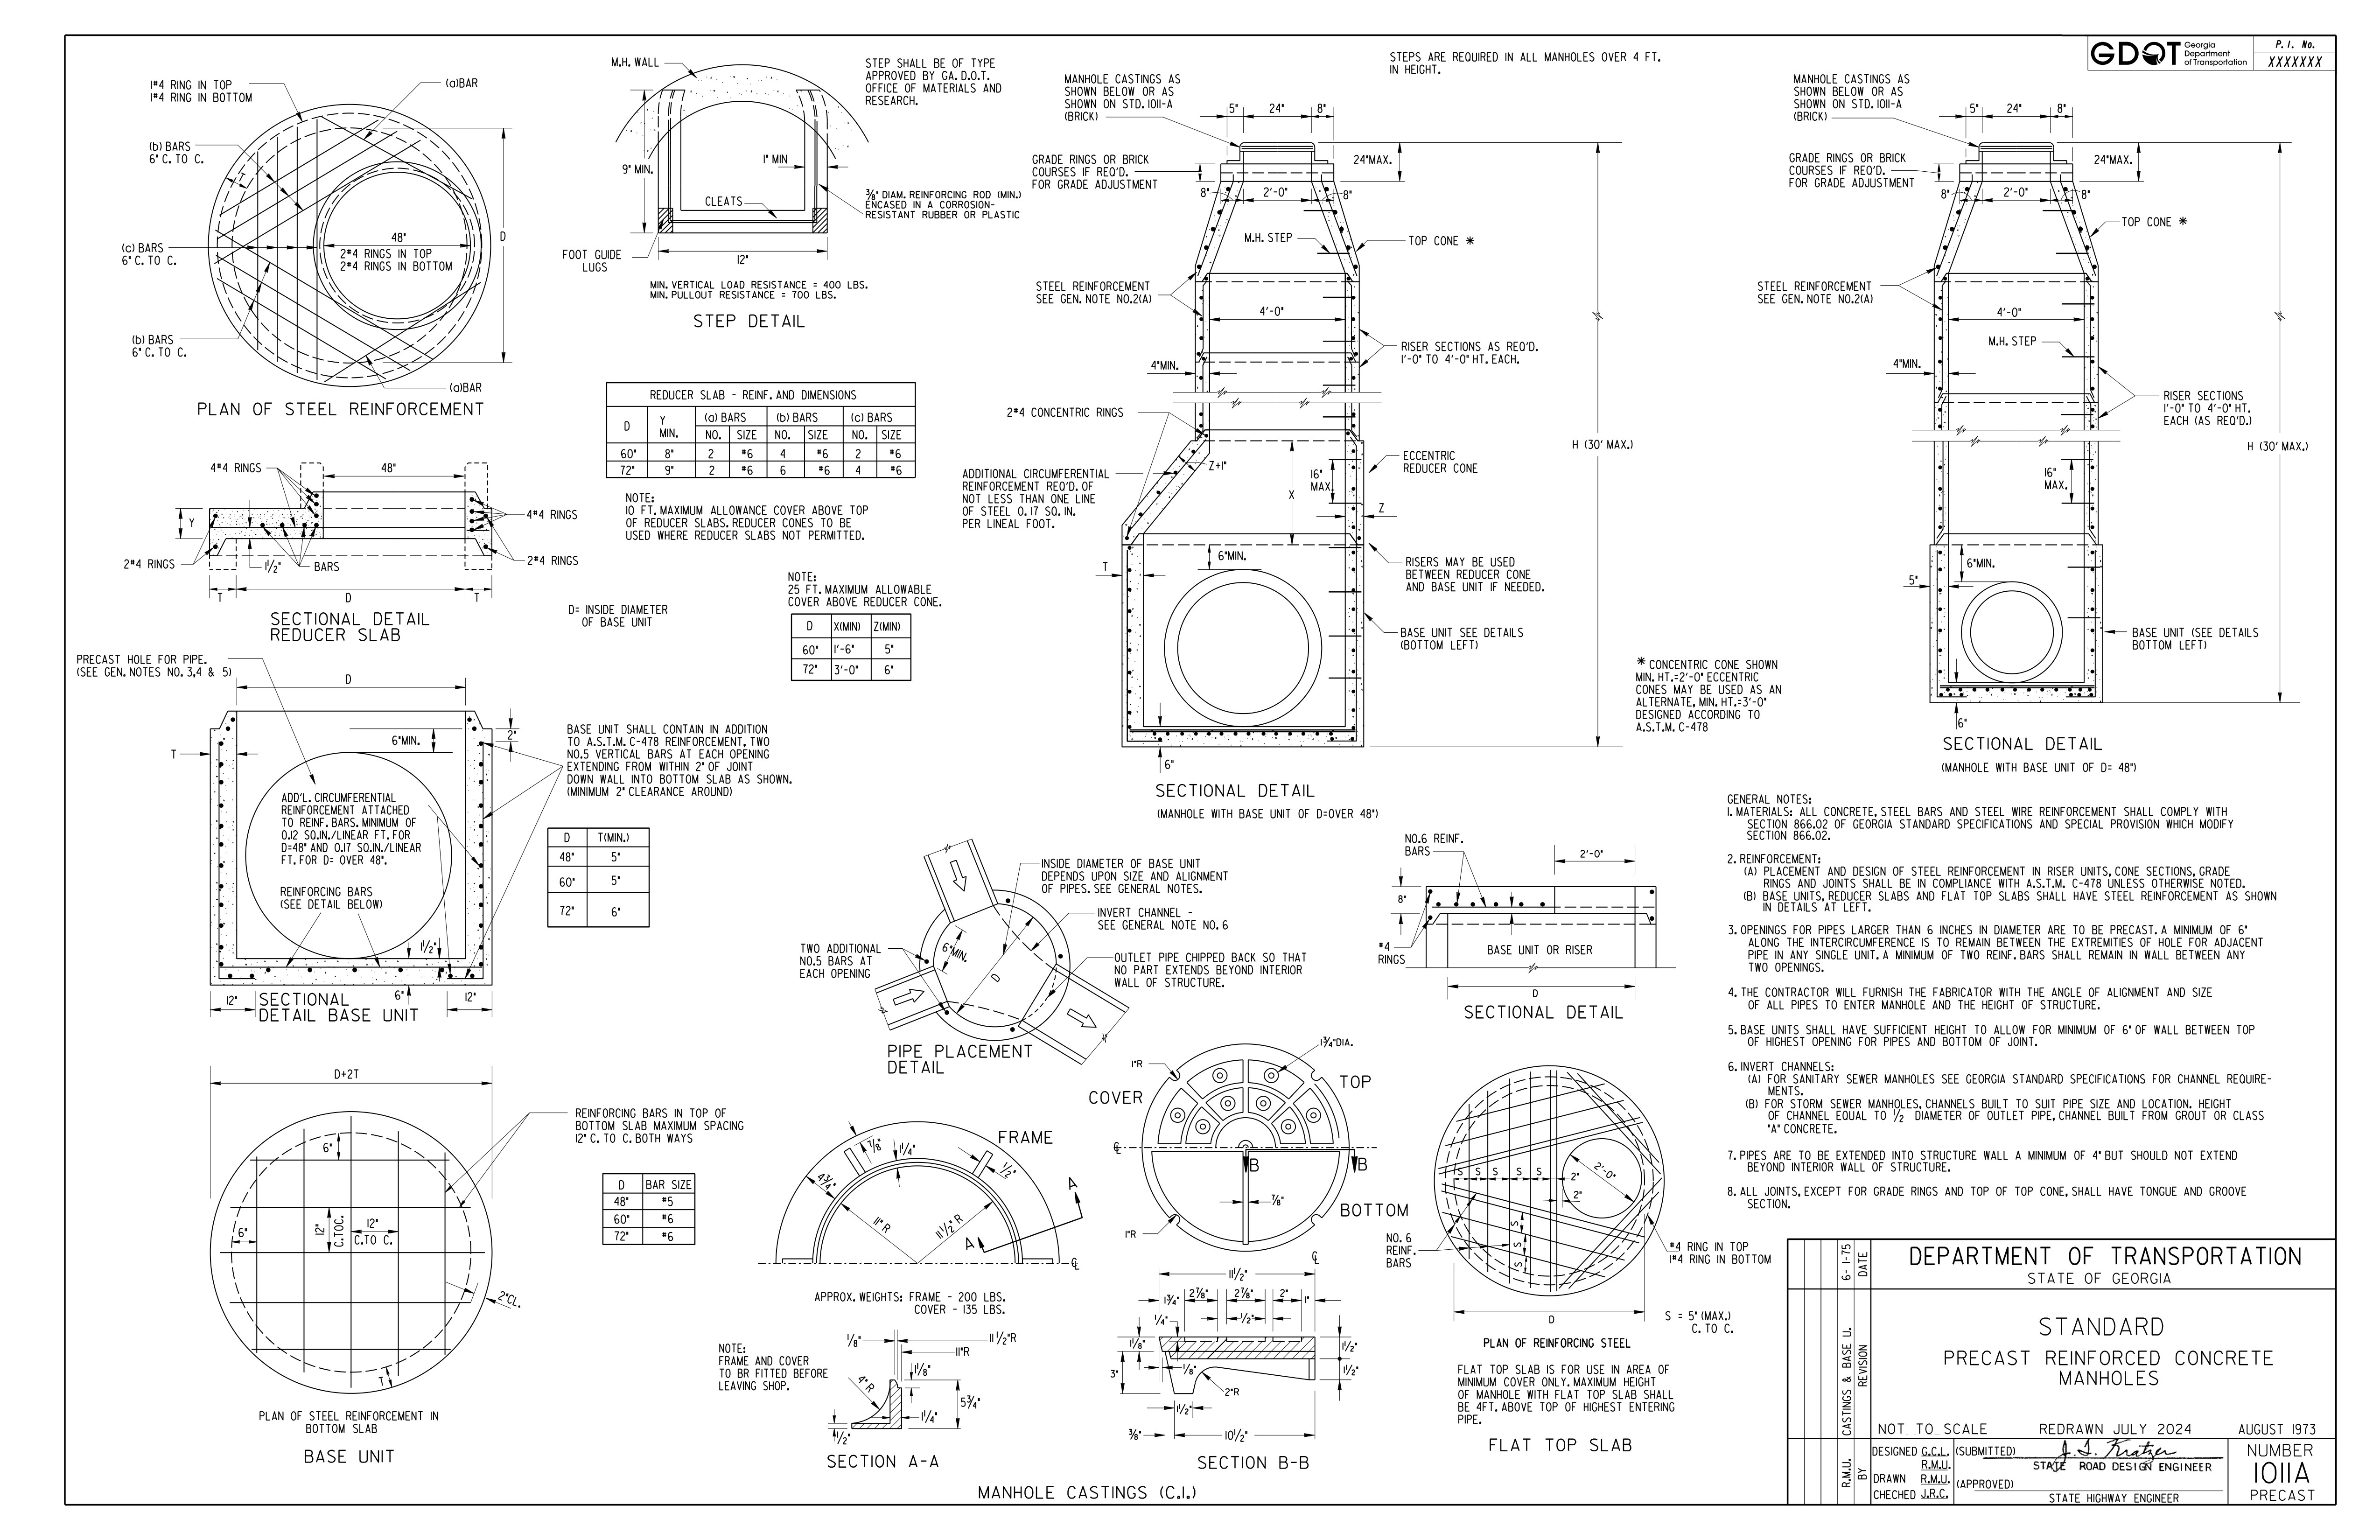 GDOT
Georgia
Department
of Transportation
P. I. No.
XXXXXXX
1#4 RING IN TOP
1#4 RING IN BOTTOM
(a)BAR
(b) BARS
6" C. TO C.
T
(c) BARS
6" C. TO C.
48"
2#4 RINGS IN TOP
2#4 RINGS IN BOTTOM
D
(b) BARS
6" C. TO C.
(a)BAR
PLAN OF STEEL REINFORCEMENT
4#4 RINGS
48"
Y
4#4 RINGS
2#4 RINGS
1 1/2"
BARS
2#4 RINGS
T
D
T
SECTIONAL DETAIL
REDUCER SLAB
D= INSIDE DIAMETER
OF BASE UNIT
M.H. WALL
STEP SHALL BE OF TYPE
APPROVED BY GA. D.O.T.
OFFICE OF MATERIALS AND
RESEARCH.
9" MIN.
1" MIN
CLEATS
3/8" DIAM. REINFORCING ROD (MIN.)
ENCASED IN A CORROSION-
RESISTANT RUBBER OR PLASTIC
FOOT GUIDE
LUGS
12"
MIN. VERTICAL LOAD RESISTANCE = 400 LBS.
MIN. PULLOUT RESISTANCE = 700 LBS.
STEP DETAIL
REDUCER SLAB - REINF. AND DIMENSIONS
D Y MIN. (a) BARS (b) BARS (c) BARS
NO. SIZE NO. SIZE NO. SIZE
60" 8" 2 #6 4 #6 2 #6
72" 9" 2 #6 6 #6 4 #6
NOTE:
10 FT. MAXIMUM ALLOWANCE COVER ABOVE TOP
OF REDUCER SLABS. REDUCER CONES TO BE
USED WHERE REDUCER SLABS NOT PERMITTED.
NOTE:
25 FT. MAXIMUM ALLOWABLE
COVER ABOVE REDUCER CONE.
D X(MIN) Z(MIN)
60" 1'-6" 5"
72" 3'-0" 6"
STEPS ARE REQUIRED IN ALL MANHOLES OVER 4 FT.
IN HEIGHT.
MANHOLE CASTINGS AS
SHOWN BELOW OR AS
SHOWN ON STD. 1011-A
(BRICK)
5" 24" 8"
GRADE RINGS OR BRICK
COURSES IF REQ'D.
FOR GRADE ADJUSTMENT
24"MAX.
8" 2'-0" 8"
M.H. STEP
TOP CONE *
STEEL REINFORCEMENT
SEE GEN. NOTE NO.2(A)
4'-0"
RISER SECTIONS AS REQ'D.
1'-0" TO 4'-0" HT. EACH.
4"MIN.
2#4 CONCENTRIC RINGS
H (30' MAX.)
Z+1"
ECCENTRIC
REDUCER CONE
ADDITIONAL CIRCUMFERENTIAL
REINFORCEMENT REQ'D. OF
NOT LESS THAN ONE LINE
OF STEEL 0.17 SQ. IN.
PER LINEAL FOOT.
16"
MAX.
X
Z
6"MIN.
T
RISERS MAY BE USED
BETWEEN REDUCER CONE
AND BASE UNIT IF NEEDED.
BASE UNIT SEE DETAILS
(BOTTOM LEFT)
6"
SECTIONAL DETAIL
(MANHOLE WITH BASE UNIT OF D=OVER 48")
* CONCENTRIC CONE SHOWN
MIN. HT.=2'-0" ECCENTRIC
CONES MAY BE USED AS AN
ALTERNATE, MIN. HT.=3'-0"
DESIGNED ACCORDING TO
A.S.T.M. C-478
MANHOLE CASTINGS AS
SHOWN BELOW OR AS
SHOWN ON STD. 1011-A
(BRICK)
5" 24" 8"
GRADE RINGS OR BRICK
COURSES IF REQ'D.
FOR GRADE ADJUSTMENT
24"MAX.
8" 2'-0" 8"
TOP CONE *
STEEL REINFORCEMENT
SEE GEN. NOTE NO.2(A)
4'-0"
M.H. STEP
4"MIN.
RISER SECTIONS
1'-0" TO 4'-0" HT.
EACH (AS REQ'D.)
H (30' MAX.)
16"
MAX.
6"MIN.
5"
BASE UNIT (SEE DETAILS
BOTTOM LEFT)
6"
SECTIONAL DETAIL
(MANHOLE WITH BASE UNIT OF D= 48")
PRECAST HOLE FOR PIPE.
(SEE GEN. NOTES NO. 3,4 & 5)
D
6"MIN.
2"
T
BASE UNIT SHALL CONTAIN IN ADDITION
TO A.S.T.M. C-478 REINFORCEMENT, TWO
NO.5 VERTICAL BARS AT EACH OPENING
EXTENDING FROM WITHIN 2" OF JOINT
DOWN WALL INTO BOTTOM SLAB AS SHOWN.
(MINIMUM 2" CLEARANCE AROUND)
ADD'L. CIRCUMFERENTIAL
REINFORCEMENT ATTACHED
TO REINF. BARS. MINIMUM OF
0.12 SQ.IN./LINEAR FT. FOR
D=48" AND 0.17 SQ.IN./LINEAR
FT. FOR D= OVER 48".
REINFORCING BARS
(SEE DETAIL BELOW)
1 1/2"
12" 6" 12"
SECTIONAL
DETAIL BASE UNIT
D T(MIN.)
48" 5"
60" 5"
72" 6"
INSIDE DIAMETER OF BASE UNIT
DEPENDS UPON SIZE AND ALIGNMENT
OF PIPES. SEE GENERAL NOTES.
INVERT CHANNEL -
SEE GENERAL NOTE NO. 6
TWO ADDITIONAL
NO.5 BARS AT
EACH OPENING
6"MIN.
D
OUTLET PIPE CHIPPED BACK SO THAT
NO PART EXTENDS BEYOND INTERIOR
WALL OF STRUCTURE.
PIPE PLACEMENT
DETAIL
NO.6 REINF.
BARS
2'-0"
8"
#4
RINGS
BASE UNIT OR RISER
D
SECTIONAL DETAIL
GENERAL NOTES:
1. MATERIALS: ALL CONCRETE, STEEL BARS AND STEEL WIRE REINFORCEMENT SHALL COMPLY WITH
SECTION 866.02 OF GEORGIA STANDARD SPECIFICATIONS AND SPECIAL PROVISION WHICH MODIFY
SECTION 866.02.
2. REINFORCEMENT:
(A) PLACEMENT AND DESIGN OF STEEL REINFORCEMENT IN RISER UNITS, CONE SECTIONS, GRADE
RINGS AND JOINTS SHALL BE IN COMPLIANCE WITH A.S.T.M. C-478 UNLESS OTHERWISE NOTED.
(B) BASE UNITS, REDUCER SLABS AND FLAT TOP SLABS SHALL HAVE STEEL REINFORCEMENT AS SHOWN
IN DETAILS AT LEFT.
3. OPENINGS FOR PIPES LARGER THAN 6 INCHES IN DIAMETER ARE TO BE PRECAST. A MINIMUM OF 6"
ALONG THE INTERCIRCUMFERENCE IS TO REMAIN BETWEEN THE EXTREMITIES OF HOLE FOR ADJACENT
PIPE IN ANY SINGLE UNIT. A MINIMUM OF TWO REINF. BARS SHALL REMAIN IN WALL BETWEEN ANY
TWO OPENINGS.
4. THE CONTRACTOR WILL FURNISH THE FABRICATOR WITH THE ANGLE OF ALIGNMENT AND SIZE
OF ALL PIPES TO ENTER MANHOLE AND THE HEIGHT OF STRUCTURE.
5. BASE UNITS SHALL HAVE SUFFICIENT HEIGHT TO ALLOW FOR MINIMUM OF 6" OF WALL BETWEEN TOP
OF HIGHEST OPENING FOR PIPES AND BOTTOM OF JOINT.
6. INVERT CHANNELS:
(A) FOR SANITARY SEWER MANHOLES SEE GEORGIA STANDARD SPECIFICATIONS FOR CHANNEL REQUIRE-
MENTS.
(B) FOR STORM SEWER MANHOLES, CHANNELS BUILT TO SUIT PIPE SIZE AND LOCATION. HEIGHT
OF CHANNEL EQUAL TO 1/2 DIAMETER OF OUTLET PIPE, CHANNEL BUILT FROM GROUT OR CLASS
"A" CONCRETE.
7. PIPES ARE TO BE EXTENDED INTO STRUCTURE WALL A MINIMUM OF 4" BUT SHOULD NOT EXTEND
BEYOND INTERIOR WALL OF STRUCTURE.
8. ALL JOINTS, EXCEPT FOR GRADE RINGS AND TOP OF TOP CONE, SHALL HAVE TONGUE AND GROOVE
SECTION.
D+2T
REINFORCING BARS IN TOP OF
BOTTOM SLAB MAXIMUM SPACING
12" C. TO C. BOTH WAYS
6"
12"
C.TOC.
12"
C.TO C.
6"
2"CL.
T
PLAN OF STEEL REINFORCEMENT IN
BOTTOM SLAB
BASE UNIT
D BAR SIZE
48" #5
60" #6
72" #6
FRAME
7/8"
1 1/4"
1/2"
4 3/4"
11" R
11 1/2" R
A
A
℄
APPROX. WEIGHTS: FRAME - 200 LBS.
COVER - 135 LBS.
NOTE:
FRAME AND COVER
TO BR FITTED BEFORE
LEAVING SHOP.
1/8"
11 1/2"R
11"R
1 1/8"
4" R
5 3/4"
1 1/4"
1/2"
SECTION A-A
1 3/4"DIA.
1"R
COVER
TOP
℄
B
B
7/8"
BOTTOM
1"R
℄
11 1/2"
1 3/4" 2 7/8" 2 7/8" 2" 1"
1/4"
1/2"
1 1/8"
1 1/2"
3"
1/8"
1 1/2"
2"R
1 1/2"
3/8"
10 1/2"
SECTION B-B
MANHOLE CASTINGS (C.I.)
S S S S S
2"
2'-0"
2"
S
S
S
NO. 6
REINF.
BARS
#4 RING IN TOP
1#4 RING IN BOTTOM
D
S = 5" (MAX.)
C. TO C.
PLAN OF REINFORCING STEEL
FLAT TOP SLAB IS FOR USE IN AREA OF
MINIMUM COVER ONLY. MAXIMUM HEIGHT
OF MANHOLE WITH FLAT TOP SLAB SHALL
BE 4FT. ABOVE TOP OF HIGHEST ENTERING
PIPE.
FLAT TOP SLAB
6- 1-75
DATE
CASTINGS & BASE U.
REVISION
R.M.U.
BY
DEPARTMENT OF TRANSPORTATION
STATE OF GEORGIA
STANDARD
PRECAST REINFORCED CONCRETE
MANHOLES
NOT TO SCALE REDRAWN JULY 2024 AUGUST 1973
DESIGNED G.C.L.
R.M.U.
DRAWN R.M.U.
CHECHED J.R.C.
(SUBMITTED) J. T. Kratzer
STATE ROAD DESIGN ENGINEER
(APPROVED)
STATE HIGHWAY ENGINEER
NUMBER
1011A
PRECAST